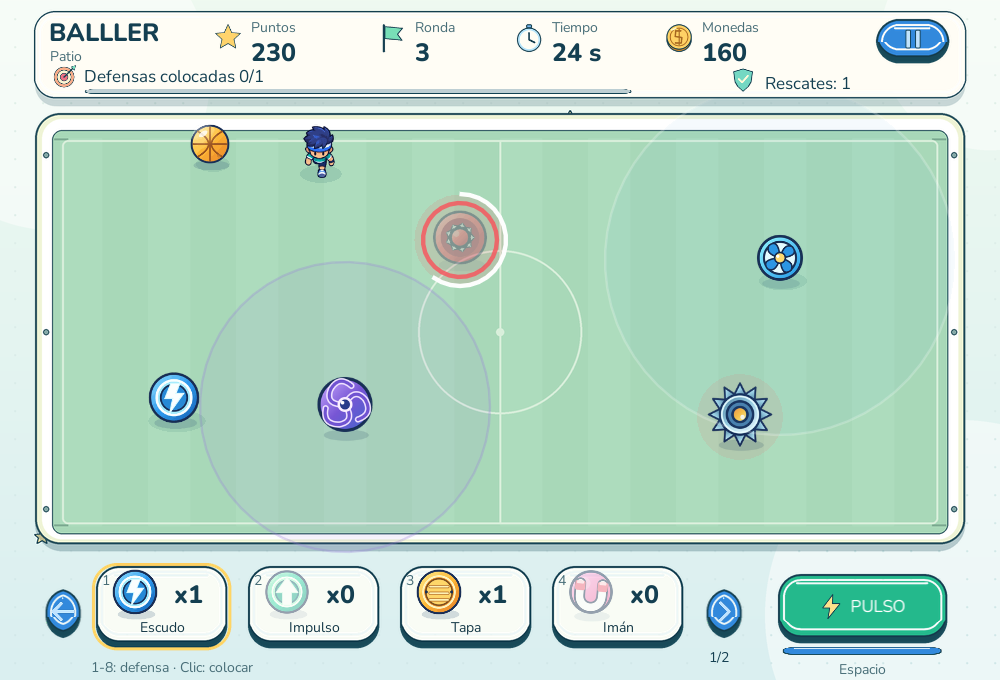 BALLLER
Patio
Puntos
230
Ronda
3
Tiempo
24 s
Monedas
160
Defensas colocadas 0/1
Rescates: 1
1
x1
Escudo
2
x0
Impulso
3
x1
Tapa
4
x0
Imán
1/2
PULSO
Espacio
1-8: defensa · Clic: colocar